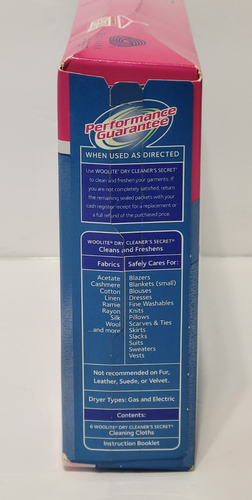 Performance
Guarantee
WHEN USED AS DIRECTED
USE WOOLITE® DRY CLEANER'S SECRET®
to clean and freshen your garments. If
you are not completely satisfied, return
the remaining sealed packets with your
cash register receipt for a replacement or
a full refund of the purchased price.
WOOLITE® DRY CLEANER'S SECRET®
Cleans and Freshens
Fabrics Safely Cares For:
Acetate Blazers
Cashmere Blankets (small)
Cotton Blouses
Linen Dresses
Ramie Fine Washables
Rayon Knits
Silk Pillows
Wool Scarves & Ties
...and more Skirts
Slacks
Suits
Sweaters
Vests
Not recommended on Fur,
Leather, Suede, or Velvet.
Dryer Types: Gas and Electric
Contents:
6 WOOLITE® DRY CLEANER'S SECRET®
Cleaning Cloths
Instruction Booklet